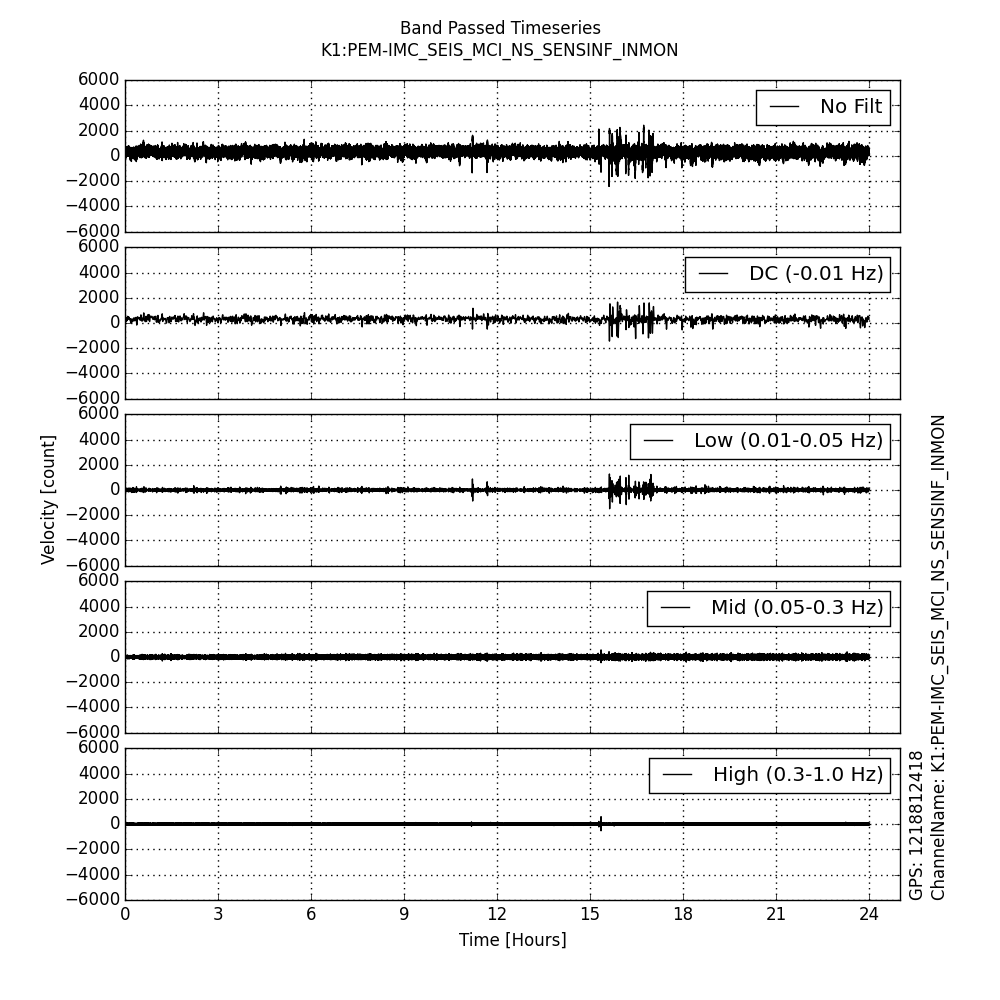 Band Passed Timeseries
K1:PEM-IMC_SEIS_MCI_NS_SENSINF_INMON
6000
4000
2000
0
−2000
−4000
−6000
No Filt
6000
4000
2000
0
−2000
−4000
−6000
DC (-0.01 Hz)
6000
4000
2000
0
−2000
−4000
−6000
Low (0.01-0.05 Hz)
Velocity [count]
6000
4000
2000
0
−2000
−4000
−6000
Mid (0.05-0.3 Hz)
6000
4000
2000
0
−2000
−4000
−6000
High (0.3-1.0 Hz)
0 3 6 9 12 15 18 21 24
Time [Hours]
GPS: 1218812418
ChannelName: K1:PEM-IMC_SEIS_MCI_NS_SENSINF_INMON